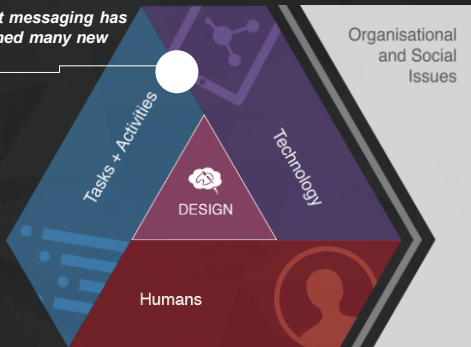 t messaging has
ned many new
Organisational
and Social
Issues
Tasks + Activities
Technology
DESIGN
Humans